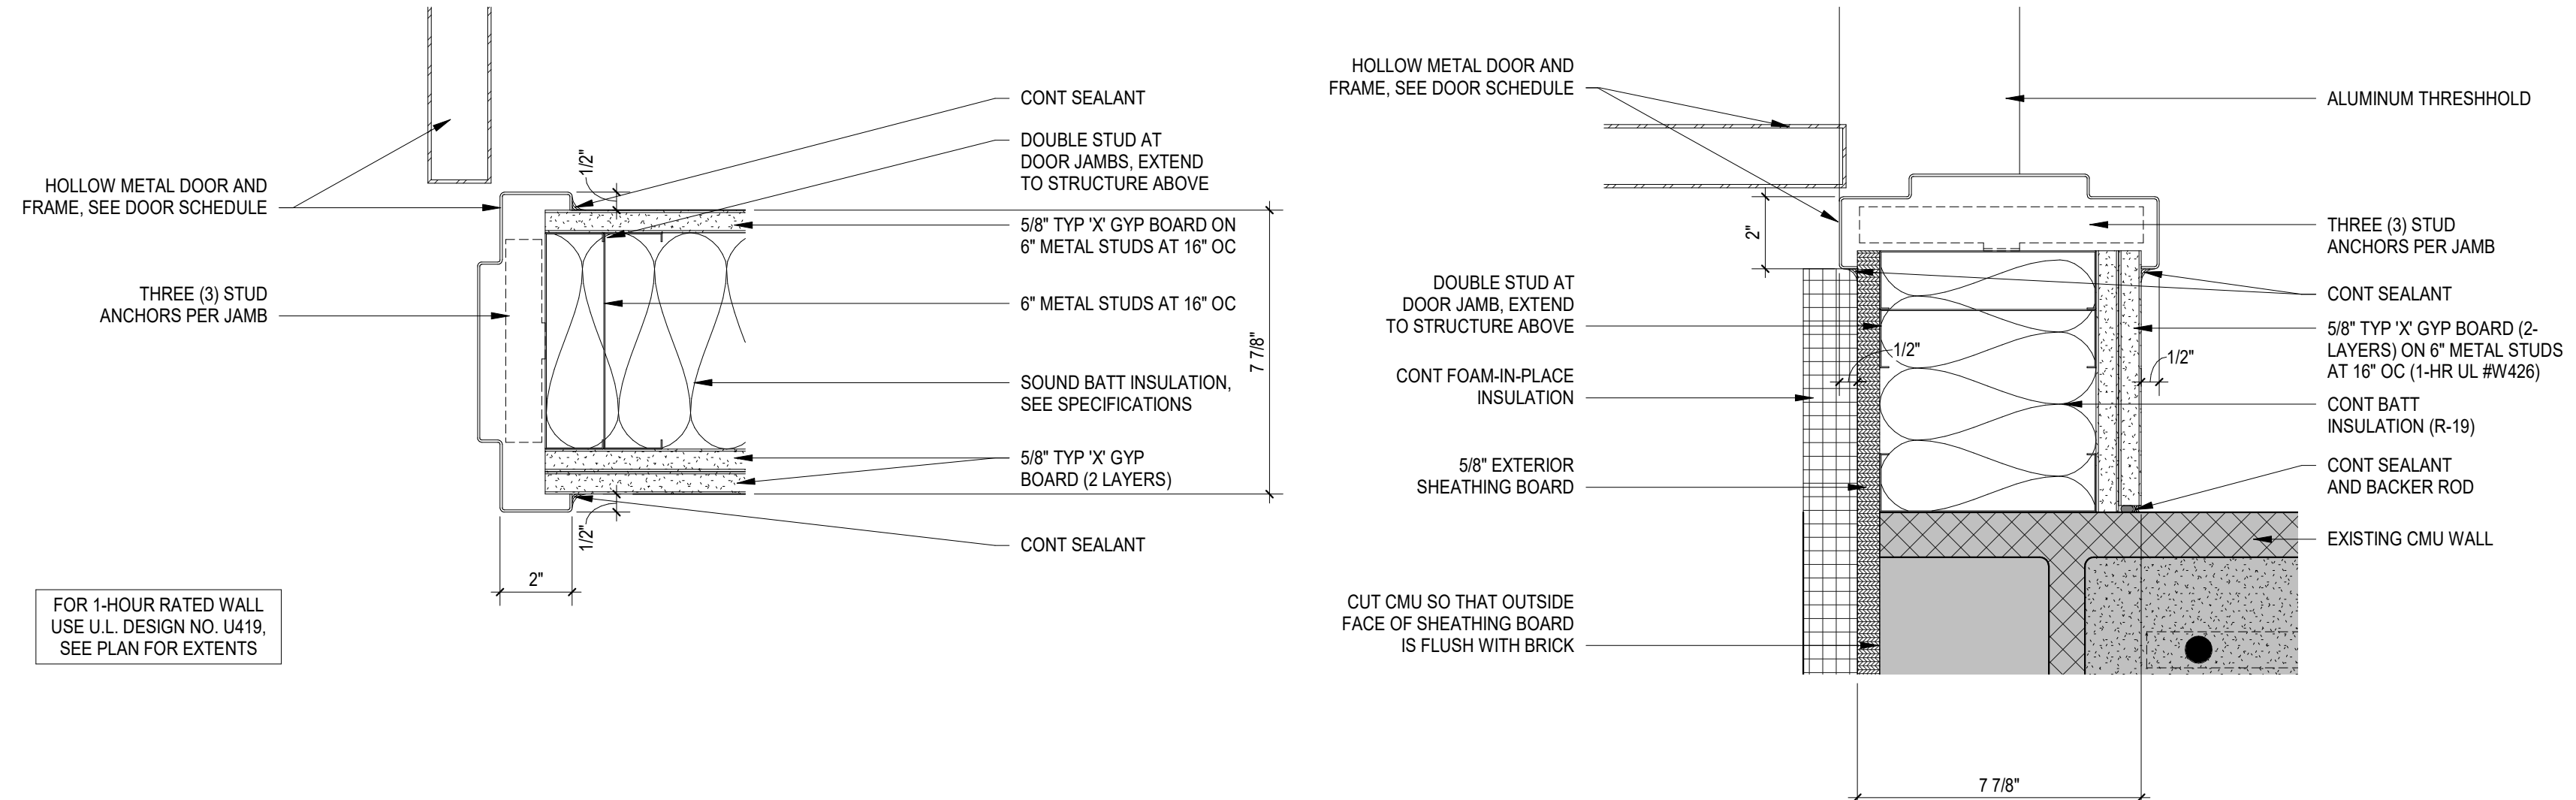 HOLLOW METAL DOOR AND
FRAME, SEE DOOR SCHEDULE
THREE (3) STUD
ANCHORS PER JAMB
FOR 1-HOUR RATED WALL
USE U.L. DESIGN NO. U419,
SEE PLAN FOR EXTENTS
1/2"
1/2"
2"
7 7/8"
CONT SEALANT
DOUBLE STUD AT
DOOR JAMBS, EXTEND
TO STRUCTURE ABOVE
5/8" TYP 'X' GYP BOARD ON
6" METAL STUDS AT 16" OC
6" METAL STUDS AT 16" OC
SOUND BATT INSULATION,
SEE SPECIFICATIONS
5/8" TYP 'X' GYP
BOARD (2 LAYERS)
CONT SEALANT
HOLLOW METAL DOOR AND
FRAME, SEE DOOR SCHEDULE
2"
DOUBLE STUD AT
DOOR JAMB, EXTEND
TO STRUCTURE ABOVE
CONT FOAM-IN-PLACE
INSULATION
5/8" EXTERIOR
SHEATHING BOARD
CUT CMU SO THAT OUTSIDE
FACE OF SHEATHING BOARD
IS FLUSH WITH BRICK
1/2"
1/2"
7 7/8"
ALUMINUM THRESHHOLD
THREE (3) STUD
ANCHORS PER JAMB
CONT SEALANT
5/8" TYP 'X' GYP BOARD (2-
LAYERS) ON 6" METAL STUDS
AT 16" OC (1-HR UL #W426)
CONT BATT
INSULATION (R-19)
CONT SEALANT
AND BACKER ROD
EXISTING CMU WALL